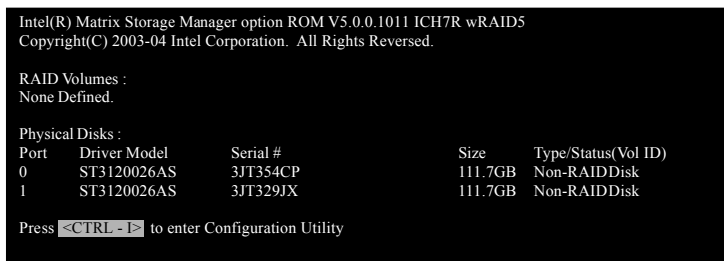 Intel(R) Matrix Storage Manager option ROM V5.0.0.1011 ICH7R wRAID5
Copyright(C) 2003-04 Intel Corporation. All Rights Reversed.
RAID Volumes :
None Defined.
Physical Disks :
Port Driver Model Serial # Size Type/Status(Vol ID)
0 ST3120026AS 3JT354CP 111.7GB Non-RAIDDisk
1 ST3120026AS 3JT329JX 111.7GB Non-RAIDDisk
Press <CTRL - I> to enter Configuration Utility